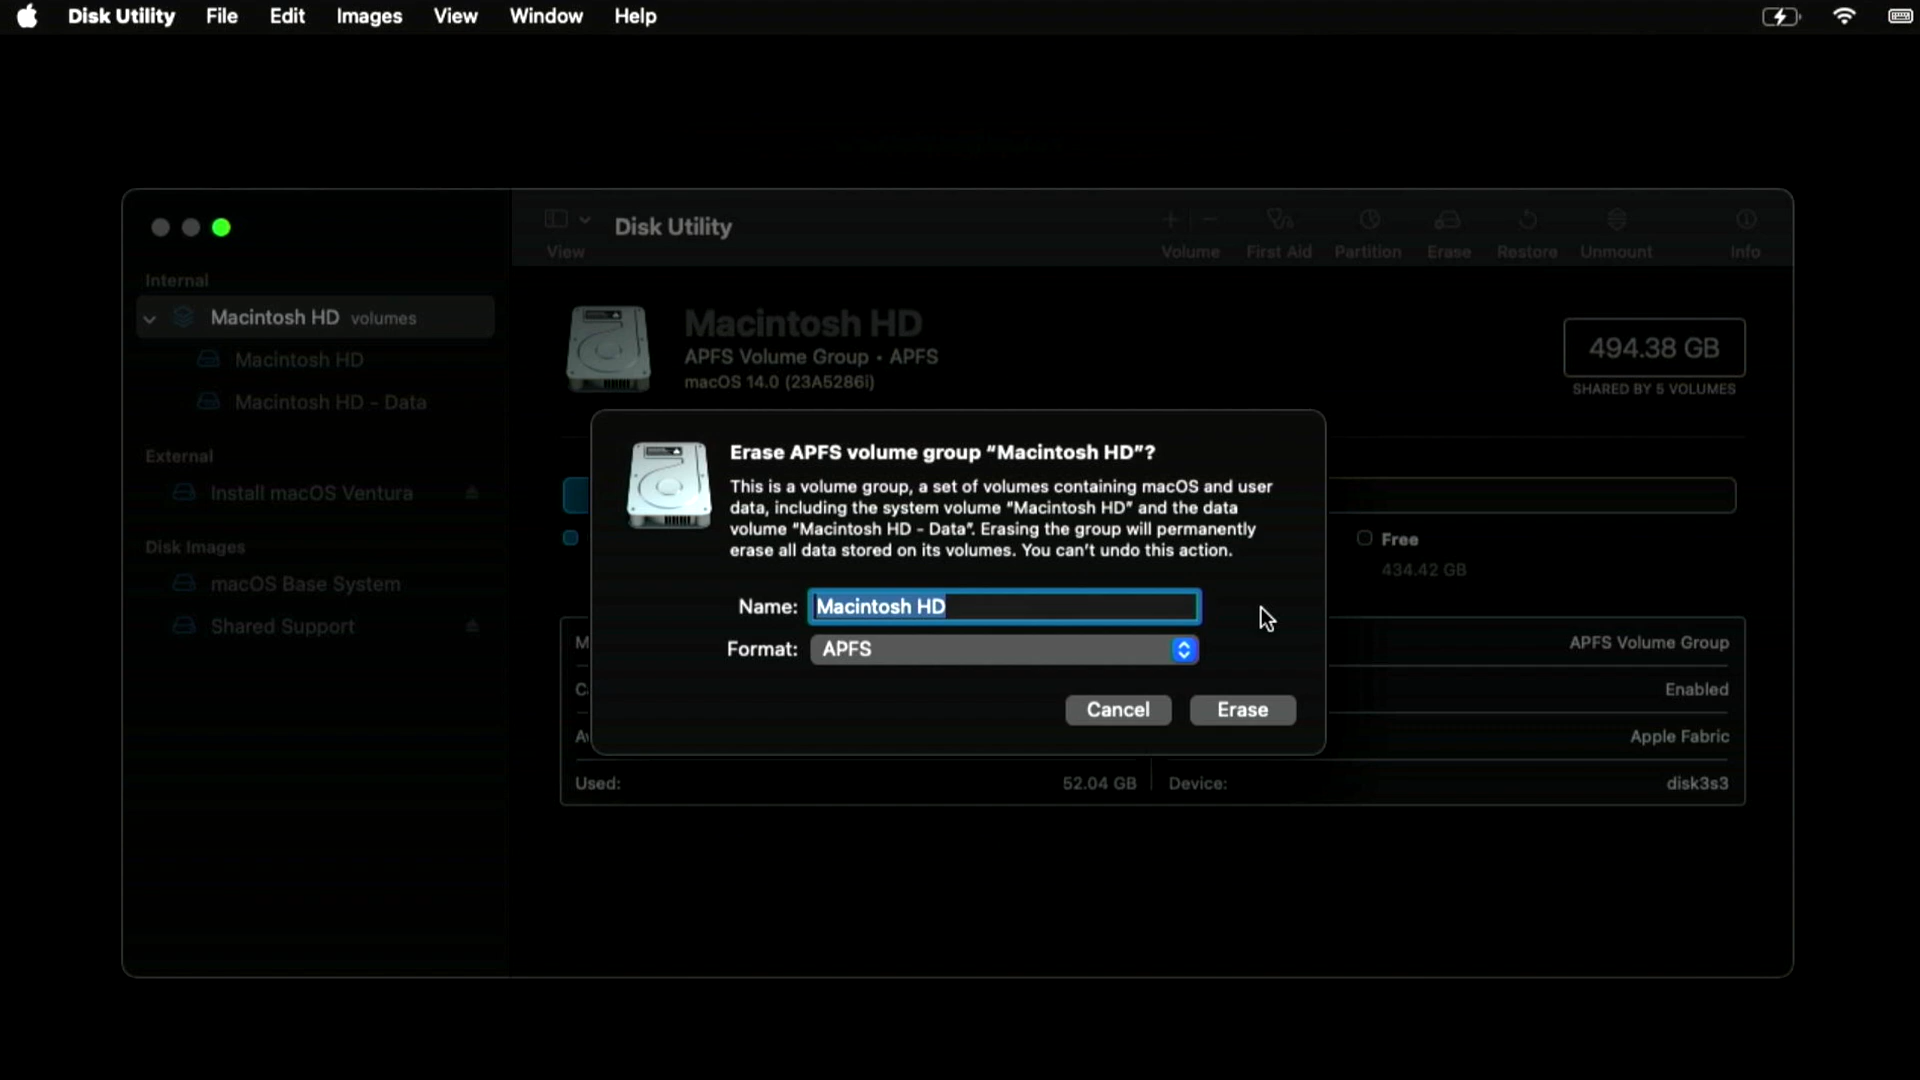 Disk Utility File Edit Images View Window Help
Disk Utility
View
Volume First Aid Partition Erase Restore Unmount Info
Internal
Macintosh HD volumes
Macintosh HD
Macintosh HD - Data
External
Install macOS Ventura
Disk Images
macOS Base System
Shared Support
Macintosh HD
APFS Volume Group • APFS
macOS 14.0 (23A5286i)
494.38 GB
SHARED BY 5 VOLUMES
Erase APFS volume group “Macintosh HD”?
This is a volume group, a set of volumes containing macOS and user
data, including the system volume “Macintosh HD” and the data
volume “Macintosh HD - Data”. Erasing the group will permanently
erase all data stored on its volumes. You can’t undo this action.
Name: Macintosh HD
Format: APFS
Cancel Erase
Free
434.42 GB
APFS Volume Group
Enabled
Apple Fabric
Used: 52.04 GB Device: disk3s3